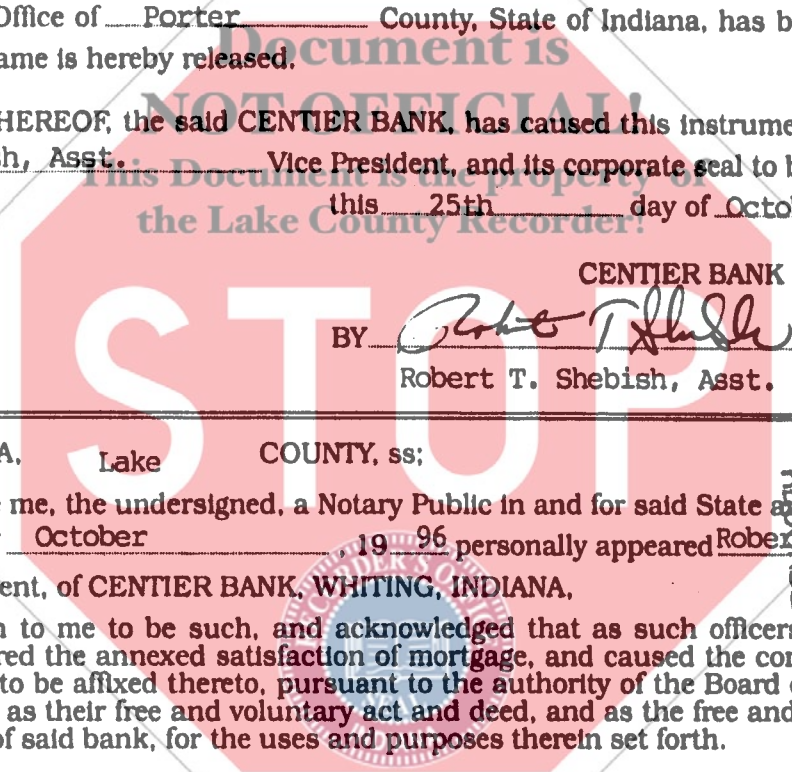 Office of Porter County, State of Indiana, has b
ame is hereby released.
Document is
NOT OFFICIAL!
This Document is the property of
the Lake County Recorder!
HEREOF, the said CENTIER BANK, has caused this instrume
h, Asst. Vice President, and its corporate seal to b
this 25th day of Octo
CENTIER BANK
STOP
BY Robert T Shebish
Robert T. Shebish, Asst.
A, Lake COUNTY, ss:
me, the undersigned, a Notary Public in and for said State a
October , 19 96 personally appeared Rober
ent, of CENTIER BANK, WHITING, INDIANA,
RECORDER'S OFFICE
n to me to be such, and acknowledged that as such officers
red the annexed satisfaction of mortgage, and caused the cor
to be affixed thereto, pursuant to the authority of the Board
as their free and voluntary act and deed, and as the free and
of said bank, for the uses and purposes therein set forth.